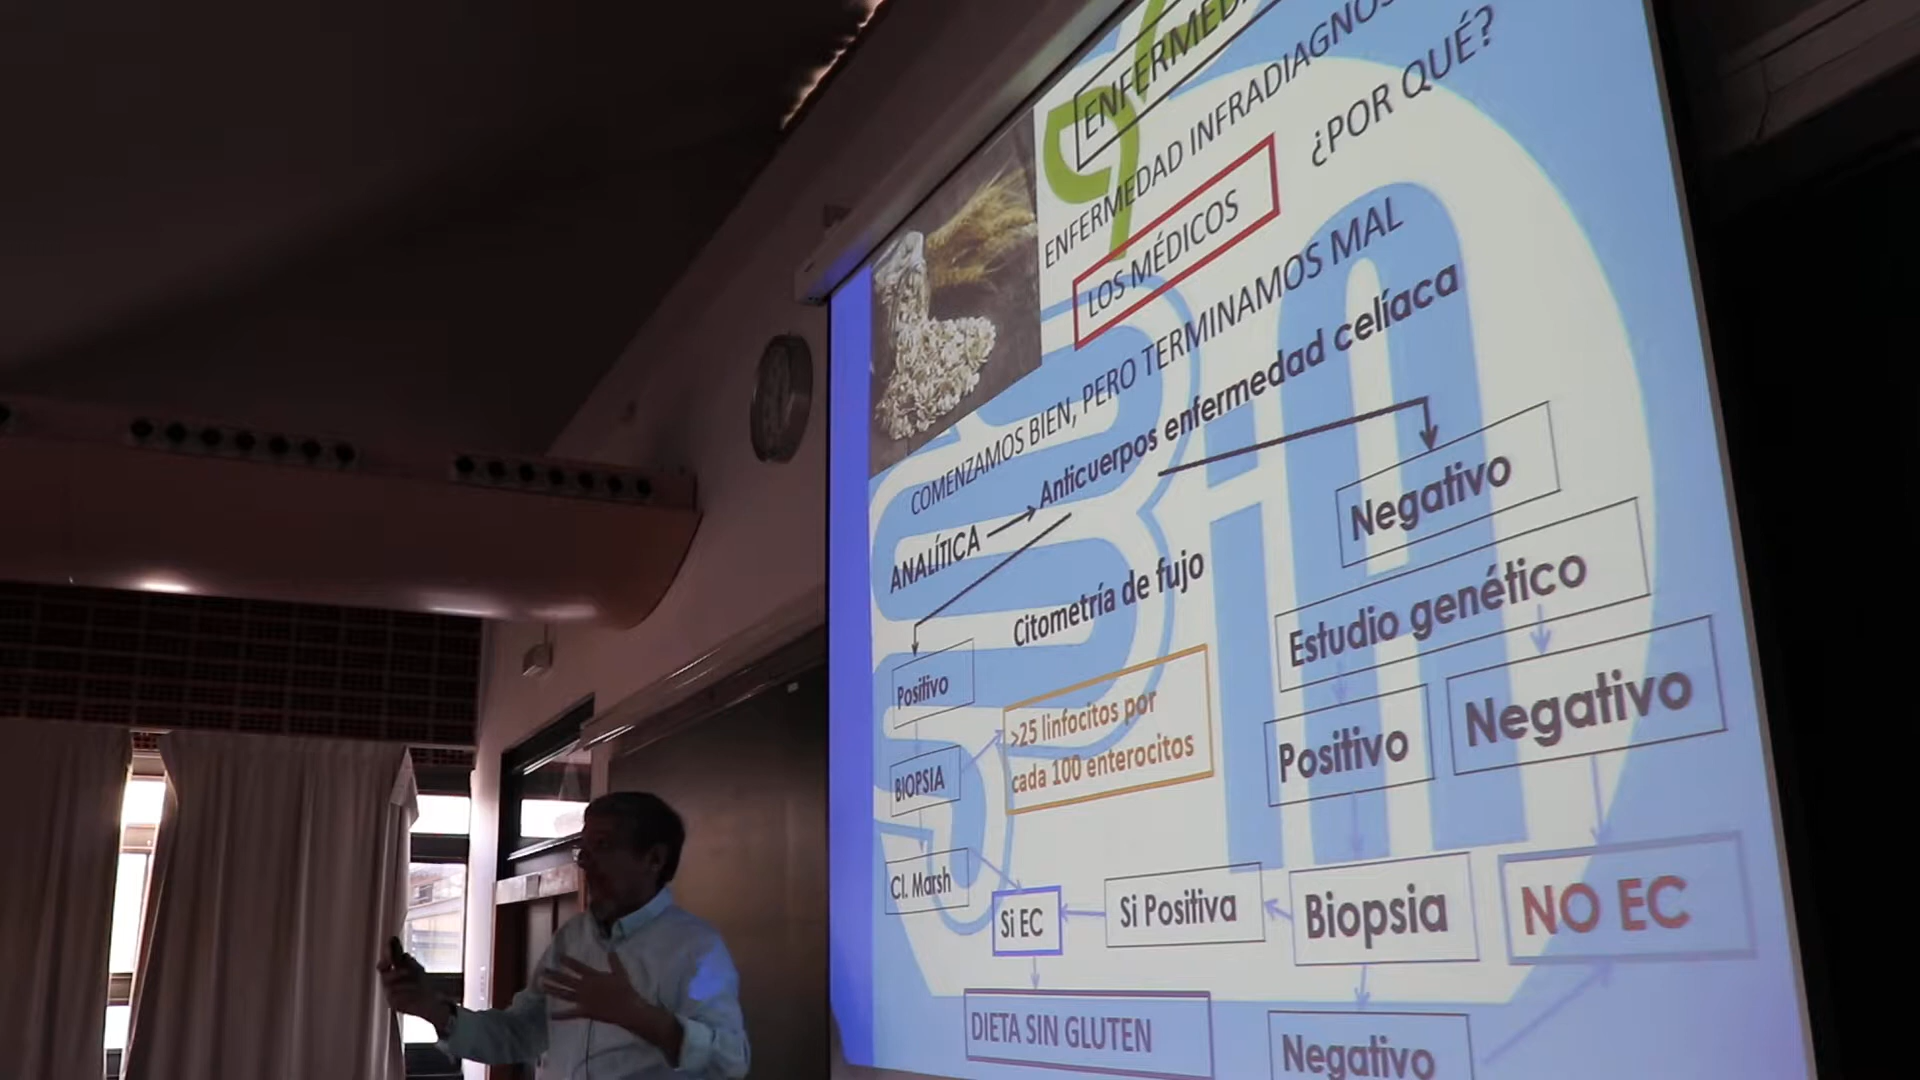 ENFERMEDAD INFRADIAGNOS
LOS MÉDICOS
¿POR QUÉ?
COMENZAMOS BIEN, PERO TERMINAMOS MAL
ANALÍTICA
Anticuerpos enfermedad celíaca
Negativo
Citometría de fujo
Estudio genético
Positivo
>25 linfocitos por
cada 100 enterocitos
Positivo
Negativo
BIOPSIA
Cl. Marsh
Si EC
Si Positiva
Biopsia
NO EC
DIETA SIN GLUTEN
Negativo